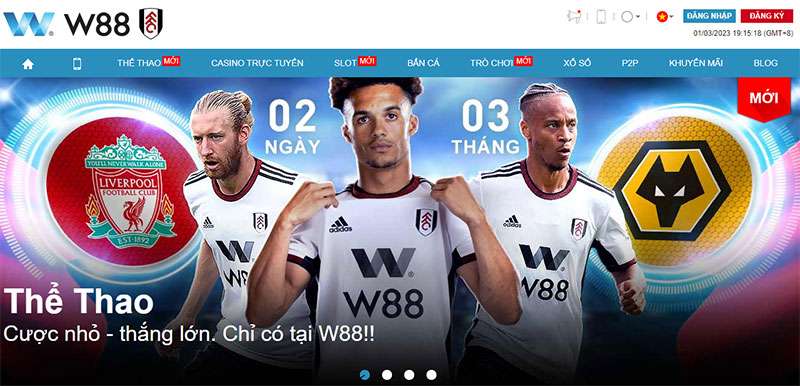 W® W88
ĐĂNG NHẬP ĐĂNG KÝ
01/03/2023 19:15:18 (GMT+8)
THỂ THAO MỚI CASINO TRỰC TUYẾN SLOT MỚI BẮN CÁ TRÒ CHƠI MỚI XỔ SỐ P2P KHUYẾN MÃI BLOG
MỚI
02 03
NGÀY THÁNG
YOU'LL NEVER WALK ALONE
LIVERPOOL
FOOTBALL CLUB
EST·1892
adidas
W88
adidas
W88
adidas
W88
Thể Thao
Cược nhỏ - thắng lớn. Chỉ có tại W88!!